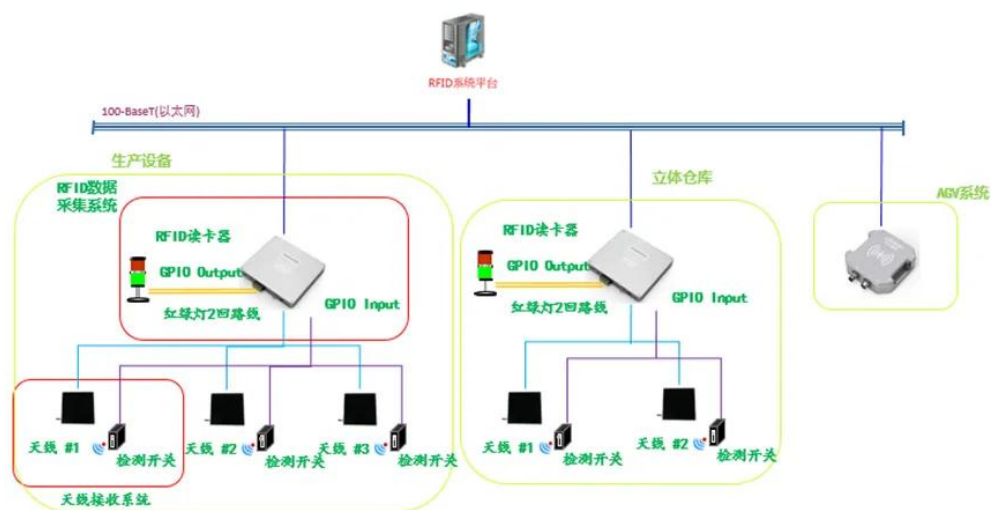 RFID系统平台
100-BaseT(以太网)
生产设备
RFID数据
采集系统
RFID读卡器
GPIO Output
红绿灯2回路线
GPIO Input
天线 #1
检测开关
天线 #2
检测开关
天线 #3
检测开关
天线接收系统
立体仓库
RFID读卡器
GPIO Output
红绿灯2回路线
GPIO Input
天线 #1
检测开关
天线 #2
检测开关
AGV系统